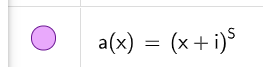 a(x) = (x + i)⁵